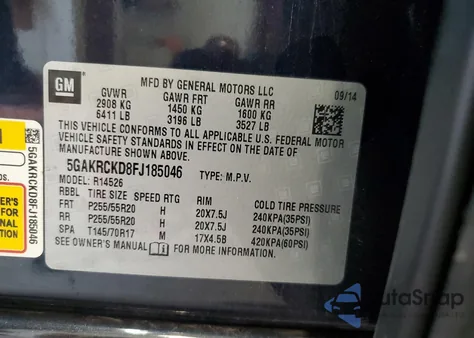 GM
MFD BY GENERAL MOTORS LLC
09/14
GVWR GAWR FRT GAWR RR
2908 KG 1450 KG 1600 KG
6411 LB 3196 LB 3527 LB
THIS VEHICLE CONFORMS TO ALL APPLICABLE U.S. FEDERAL MOTOR
VEHICLE SAFETY STANDARDS IN EFFECT ON THE DATE OF
MANUFACTURE SHOWN ABOVE.
5GAKRCKD8FJ185046 TYPE: M.P.V.
MODEL: R14526
RBBL TIRE SIZE SPEED RTG RIM COLD TIRE PRESSURE
FRT P255/55R20 H 20X7.5J 240KPA(35PSI)
RR P255/55R20 H 20X7.5J 240KPA(35PSI)
SPA T145/70R17 M 17X4.5B 420KPA(60PSI)
SEE OWNER'S MANUAL FOR MORE INFORMATION.
5GAKRCKD8FJ185046
NER'S
FOR
RMATION
AutoSnap